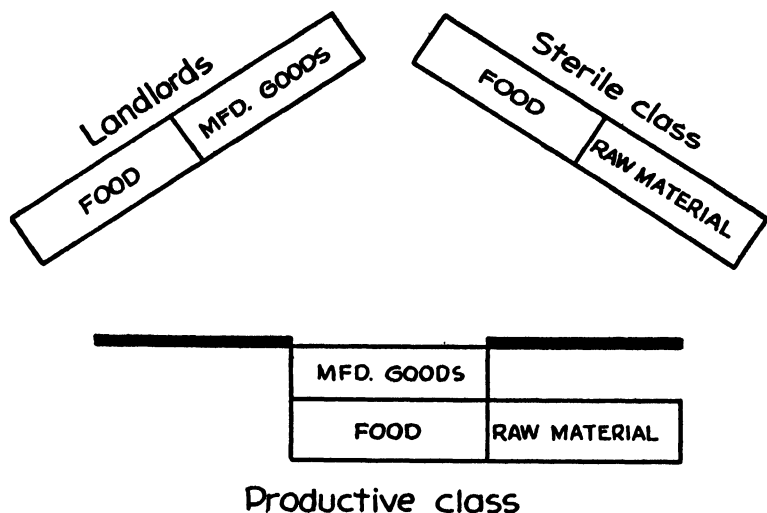 Landlords
FOOD
MFD. GOODS
Sterile class
FOOD
RAW MATERIAL
MFD. GOODS
FOOD
RAW MATERIAL
Productive class